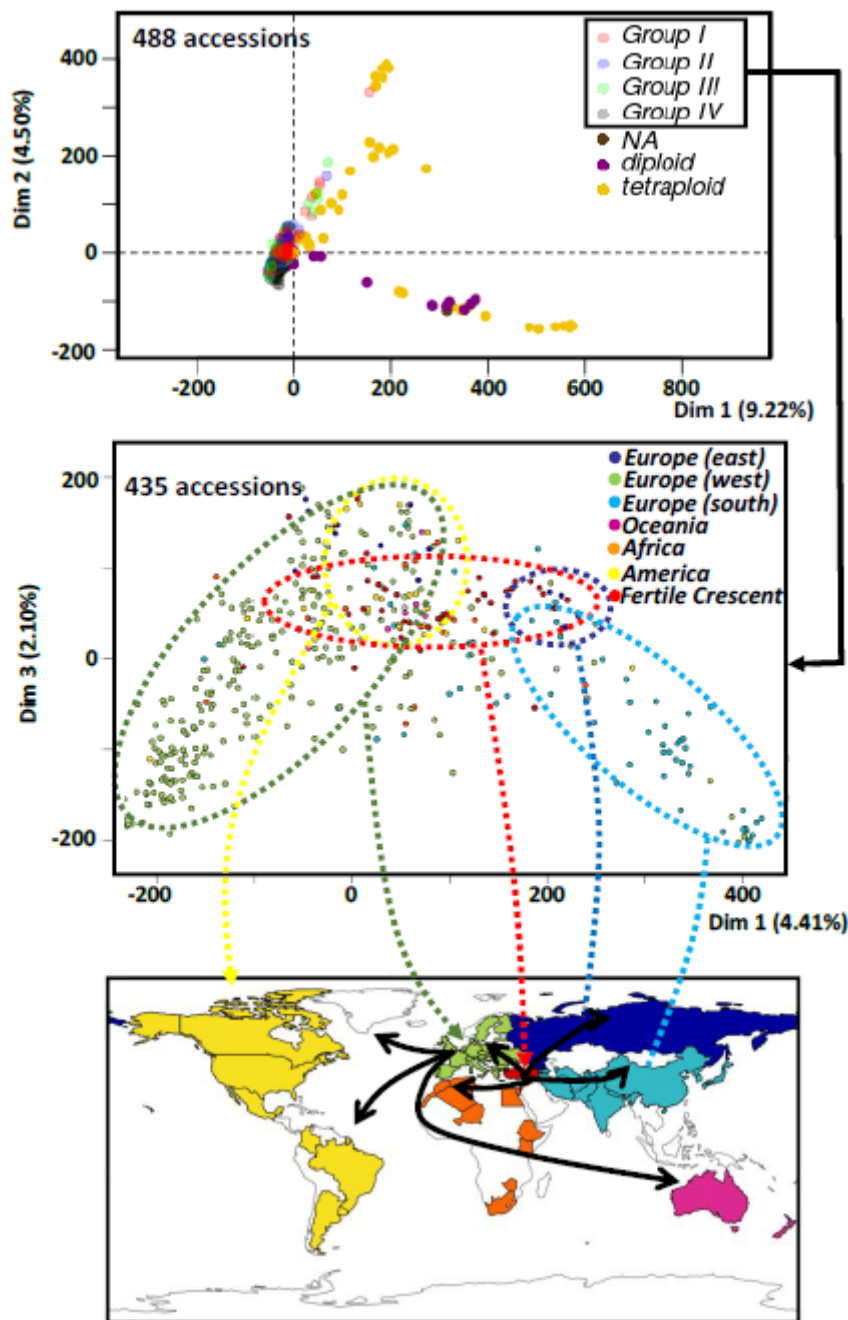 488 accessions
Group I
Group II
Group III
Group IV
NA
diploid
tetraploid
Dim 2 (4.50%)
400
200
0
-200
-200 0 200 400 600 800
Dim 1 (9.22%)
435 accessions
Europe (east)
Europe (west)
Europe (south)
Oceania
Africa
America
Fertile Crescent
Dim 3 (2.10%)
200
0
-200
-200 0 200 400
Dim 1 (4.41%)